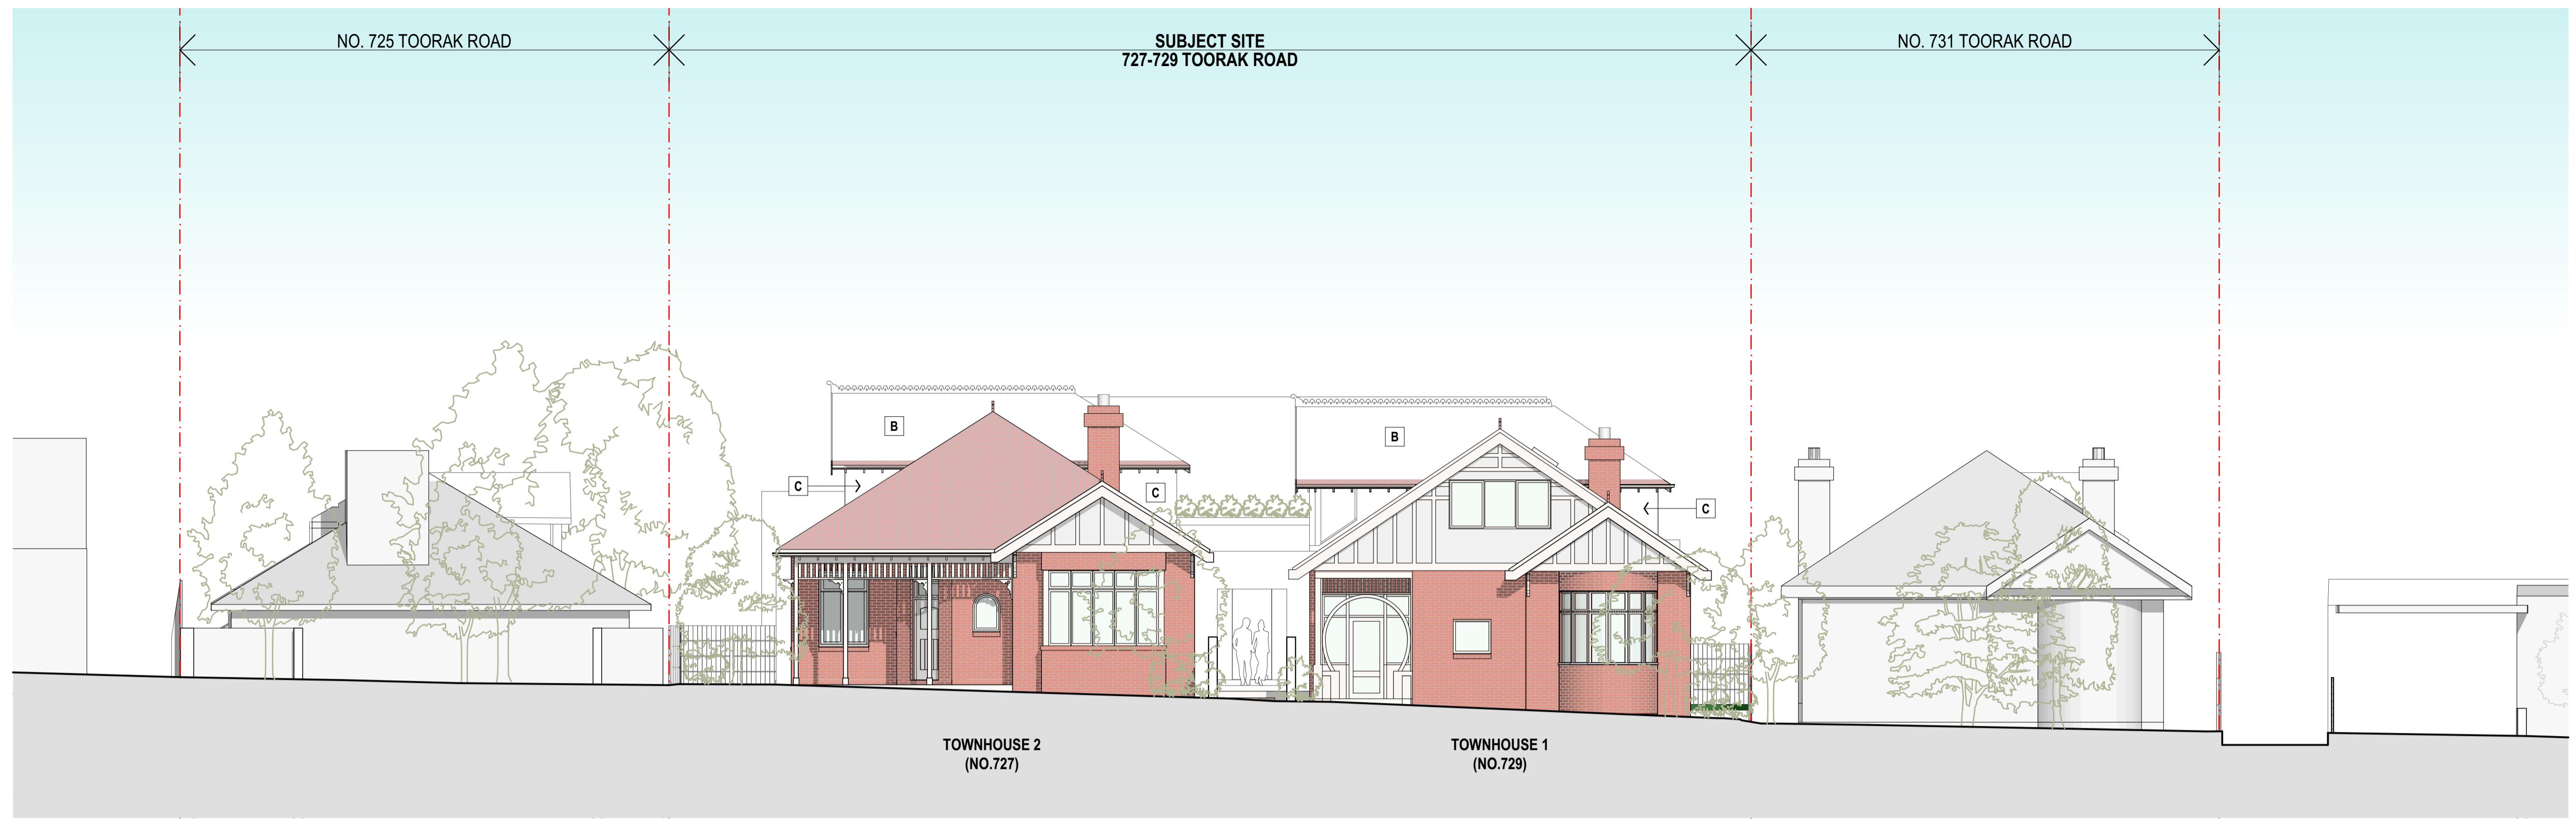 NO. 725 TOORAK ROAD
SUBJECT SITE
727-729 TOORAK ROAD
NO. 731 TOORAK ROAD
B
B
C
C
C
TOWNHOUSE 2
(NO.727)
TOWNHOUSE 1
(NO.729)